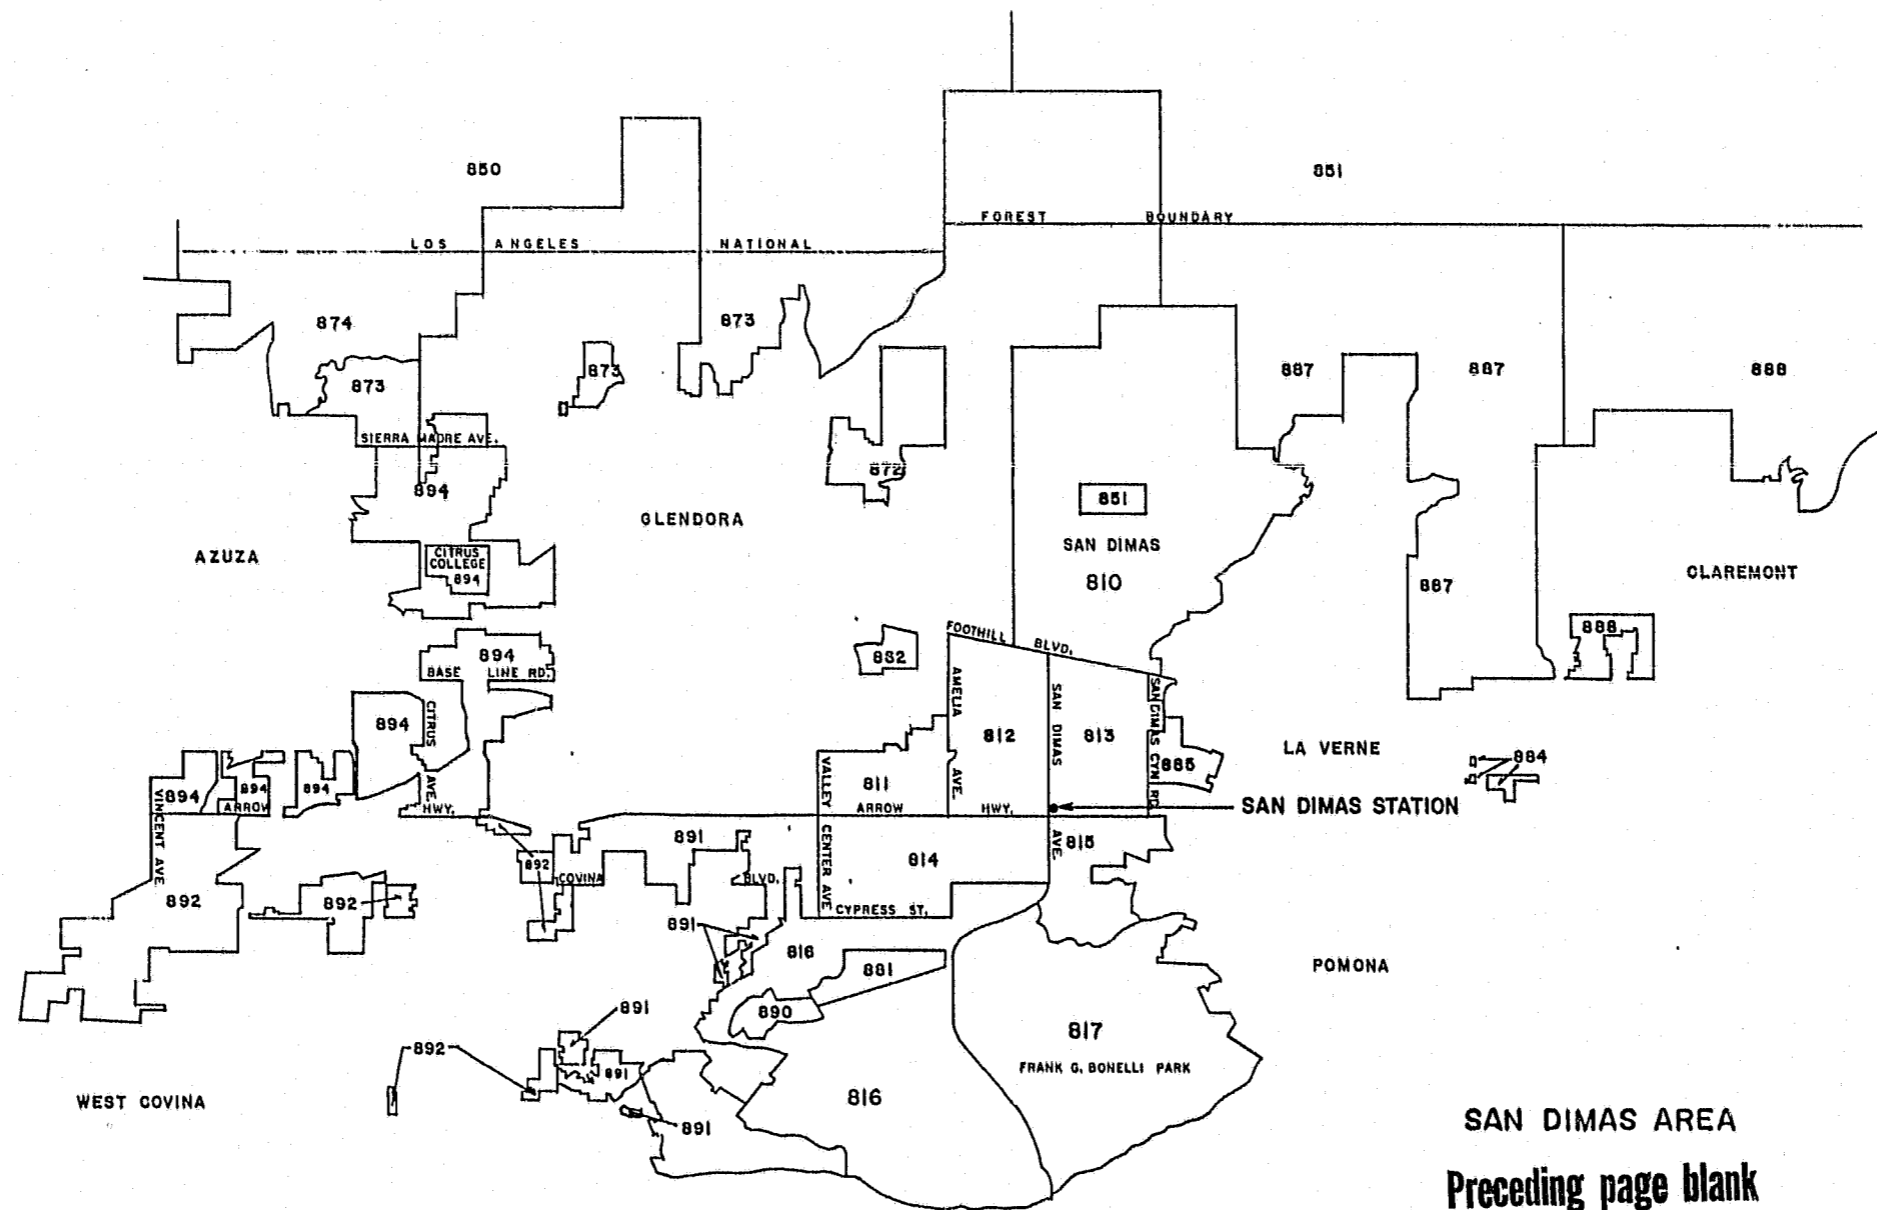 850
851
FOREST BOUNDARY
LOS ANGELES NATIONAL
874
873
873
873
887
887
888
SIERRA MADRE AVE.
872
894
851
GLENDORA
SAN DIMAS
810
AZUZA
CITRUS
COLLEGE
894
887
CLAREMONT
888
FOOTHILL BLVD.
882
894
BASE LINE RD.
AMELIA AVE.
SAN DIMAS AVE.
SAN DIMAS CYN RD.
894
CITRUS AVE.
812
813
LA VERNE
885
884
811
VALLEY CENTER AVE.
894
894
894
VINCENT AVE.
ARROW HWY.
ARROW HWY.
SAN DIMAS STATION
891
815
814
892
COVINA BLVD.
892
892
CYPRESS ST.
891
816
881
POMONA
890
891
817
FRANK G. BONELLI PARK
892
891
816
WEST COVINA
891
SAN DIMAS AREA
Preceding page blank